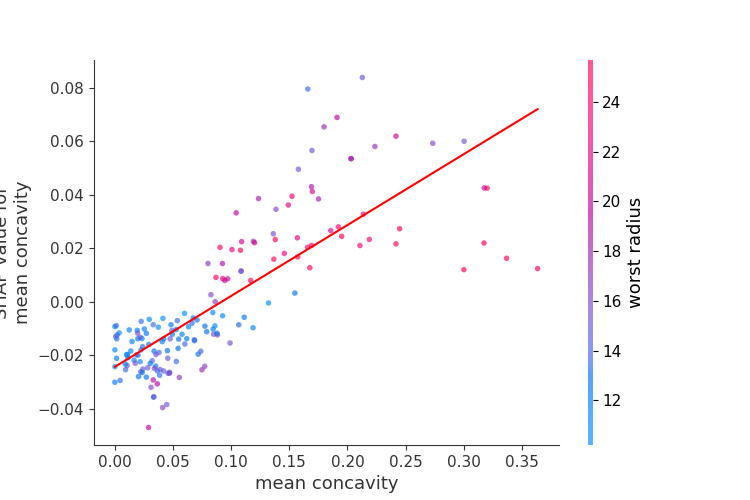 0.08
0.06
0.04
0.02
0.00
−0.02
−0.04
SHAP value for
mean concavity
0.00 0.05 0.10 0.15 0.20 0.25 0.30 0.35
mean concavity
24
22
20
18
16
14
12
worst radius